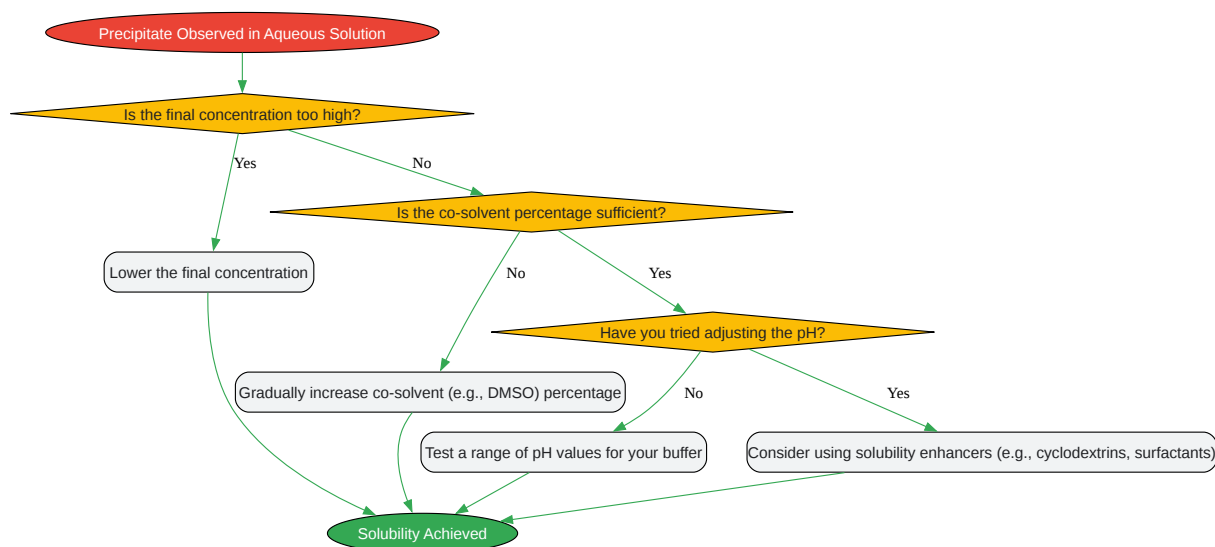 Precipitate Observed in Aqueous Solution
Is the final concentration too high?
Yes
No
Is the co-solvent percentage sufficient?
Lower the final concentration
No
Yes
Have you tried adjusting the pH?
Gradually increase co-solvent (e.g., DMSO) percentage
No
Yes
Test a range of pH values for your buffer
Consider using solubility enhancers (e.g., cyclodextrins, surfactants)
Solubility Achieved